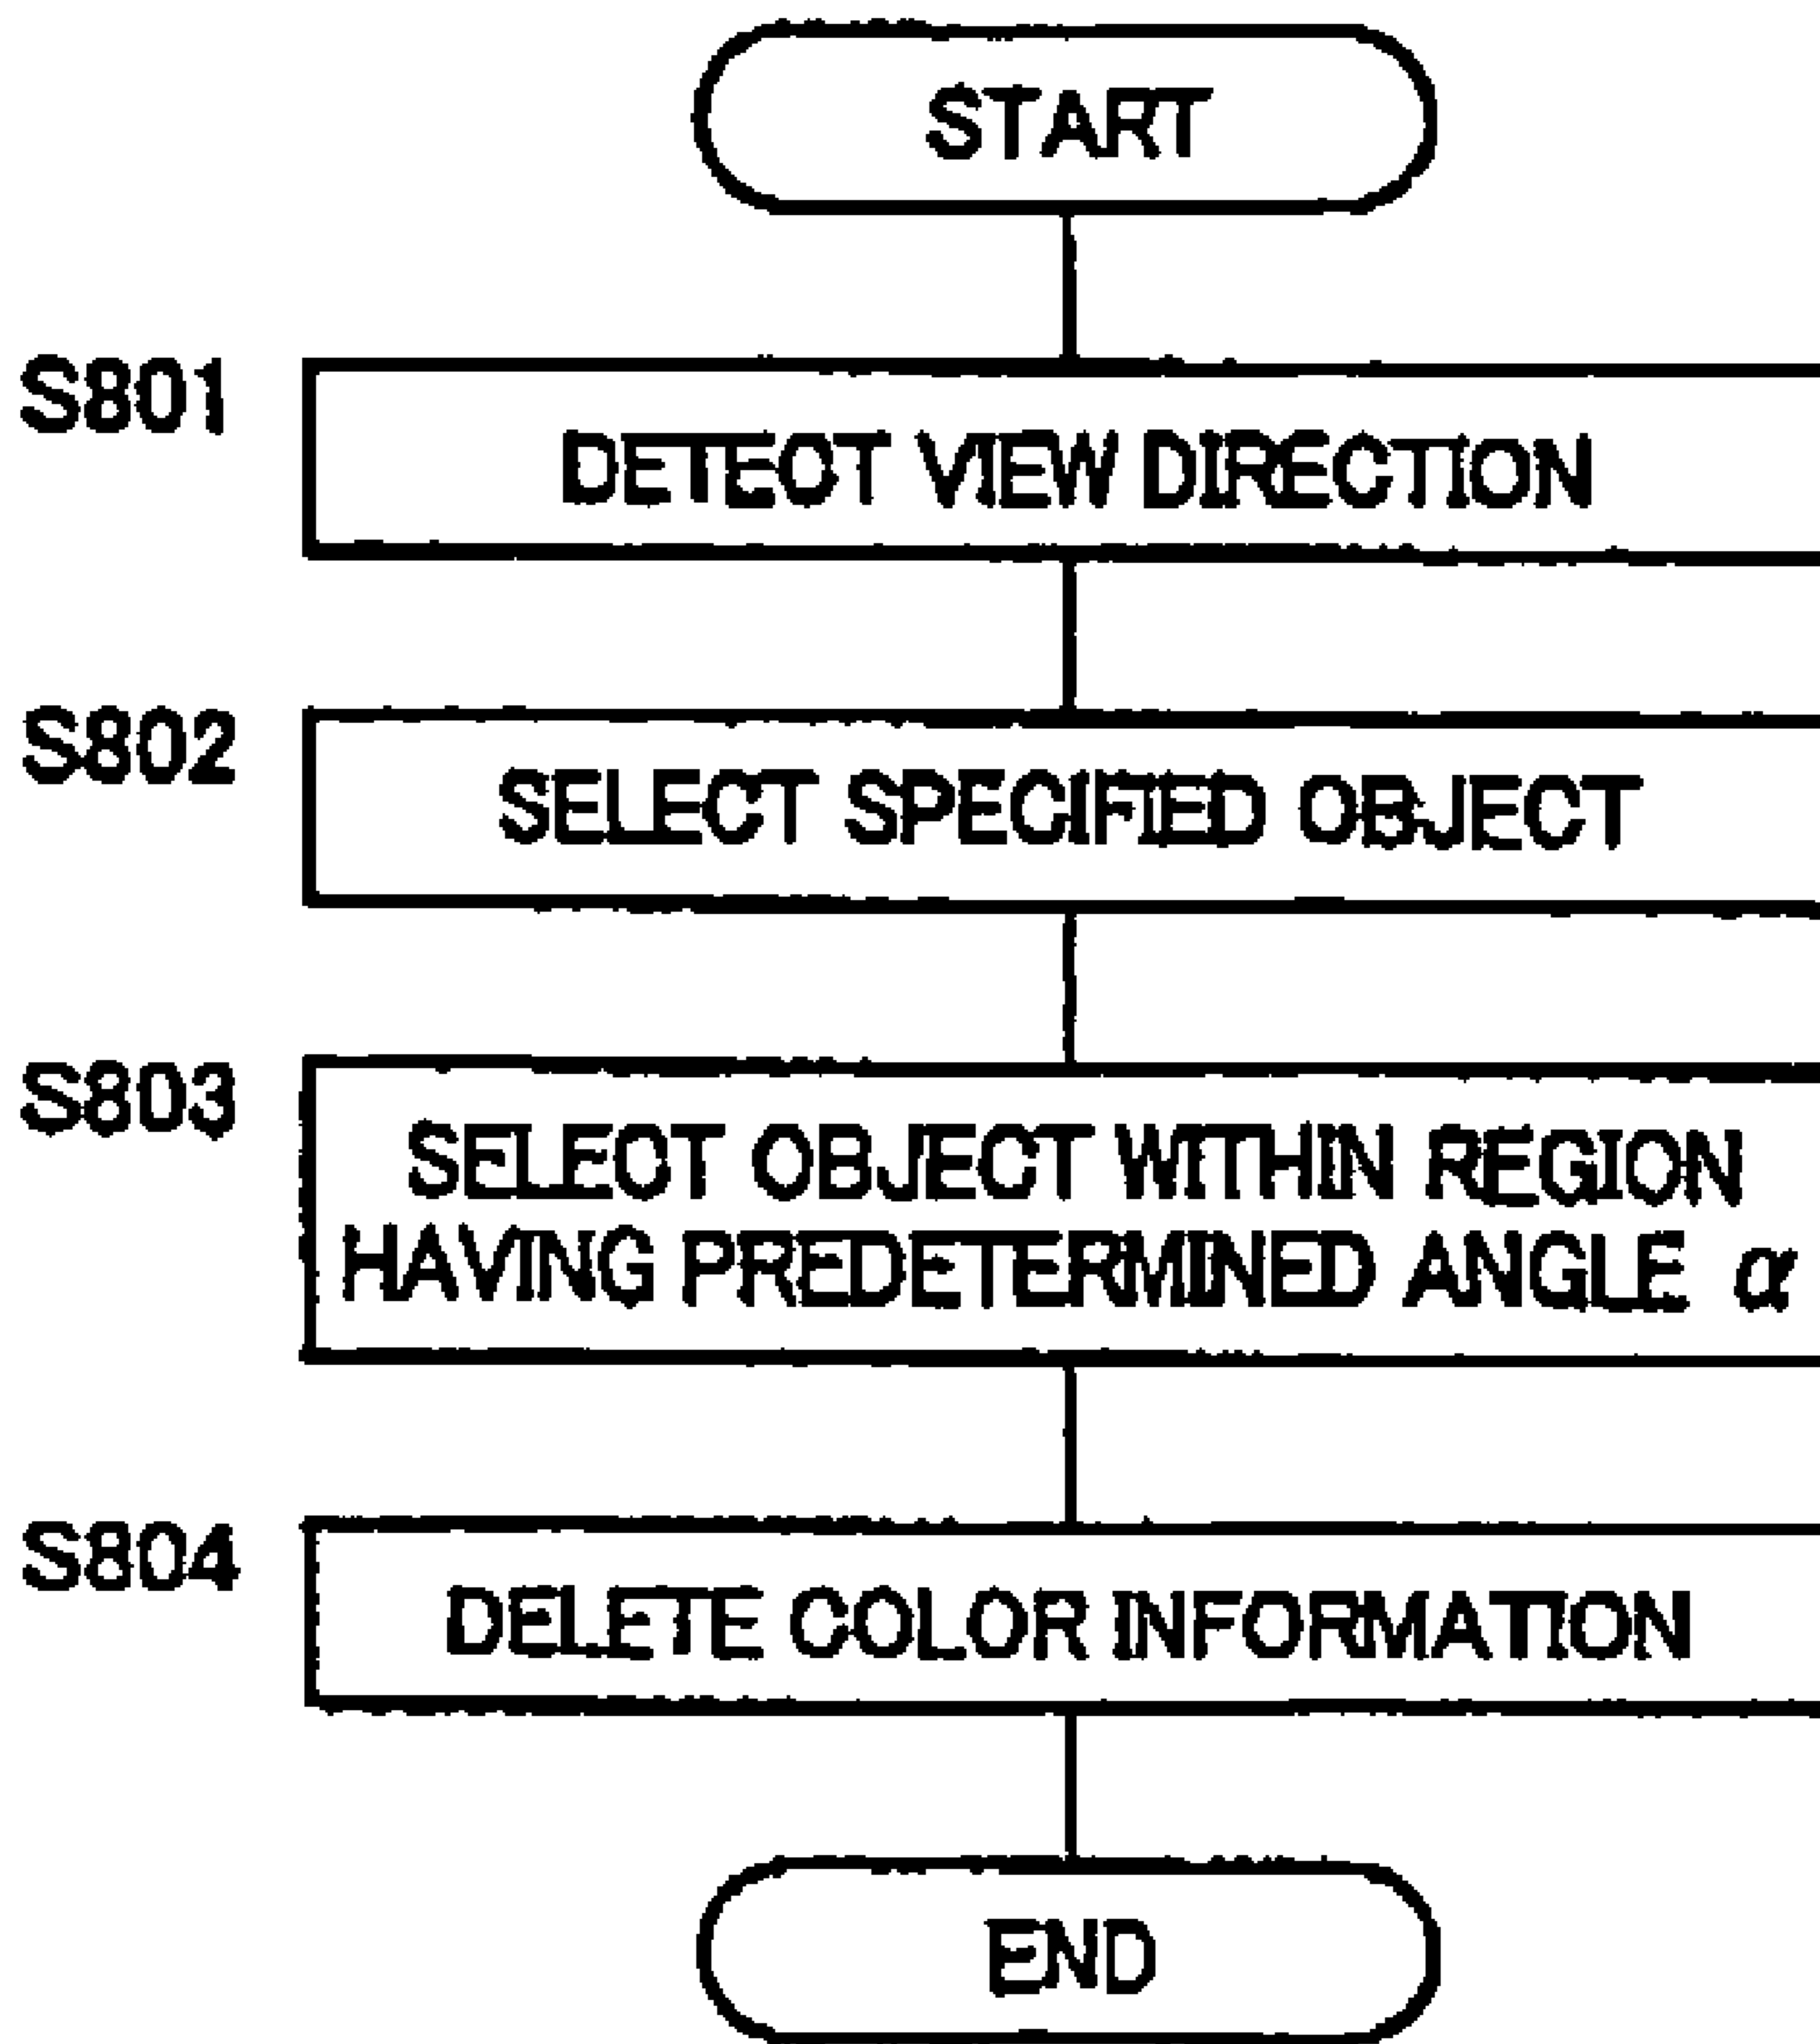 START
S801
DETECT VIEW DIRECTION
S802
SELECT SPECIFIED OBJECT
S803
SELECT OBJECT WITHIN REGION
HAVING PREDETERMINED ANGLE α
S804
DELETE COLOR INFORMATION
END